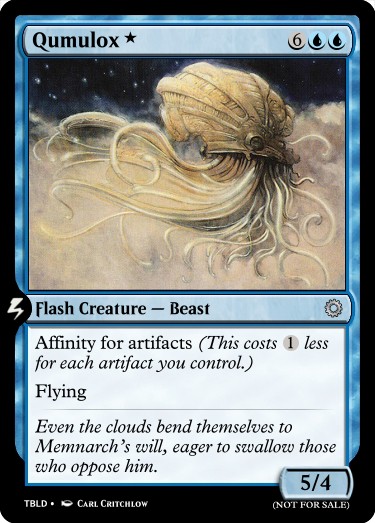 Qumulox ★ 6
Flash Creature — Beast
Affinity for artifacts (This costs 1 less
for each artifact you control.)
Flying
Even the clouds bend themselves to
Memnarch's will, eager to swallow those
who oppose him.
5/4
TBLD • Carl Critchlow
(NOT FOR SALE)